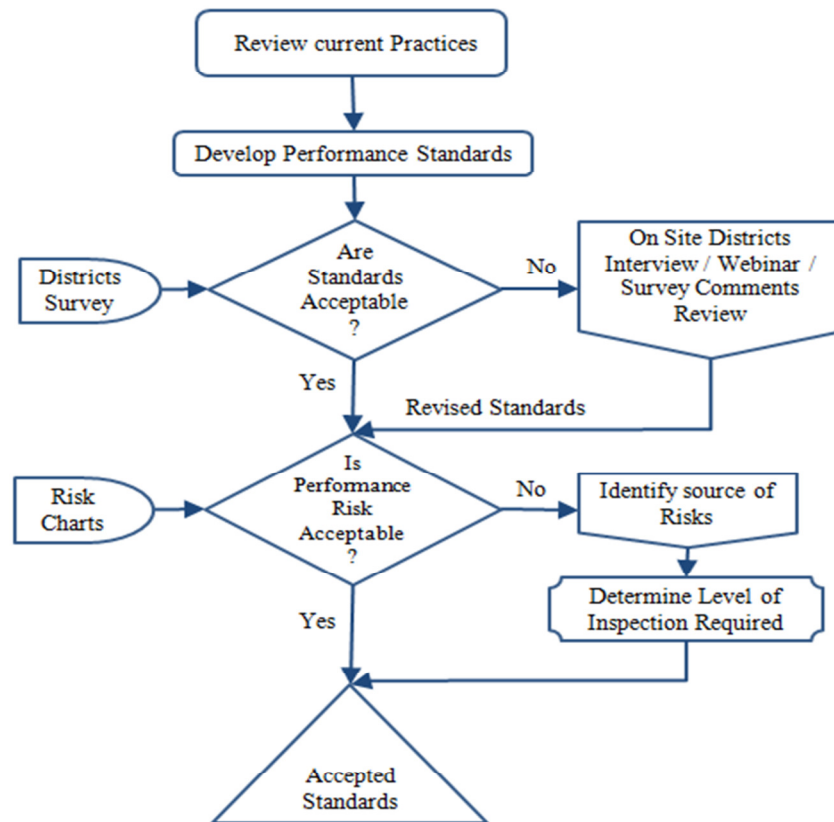 Review current Practices
Develop Performance Standards
Are
Standards
Acceptable
?
Districts
Survey
No
On Site Districts
Interview / Webinar /
Survey Comments
Review
Yes
Revised Standards
Is
Performance
Risk
Acceptable
?
Risk
Charts
No
Identify source of
Risks
Determine Level of
Inspection Required
Yes
Accepted
Standards